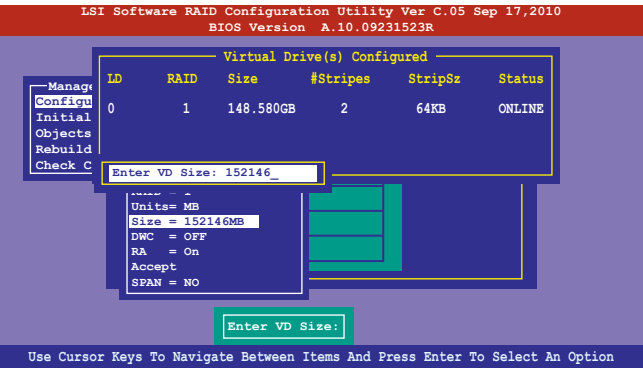 LSI Software RAID Configuration Utility Ver C.05 Sep 17,2010
BIOS Version A.10.09231523R
Virtual Drive(s) Configured
LD RAID Size #Stripes StripSz Status
0 1 148.580GB 2 64KB ONLINE
Manage
Configu
Initial
Objects
Rebuild
Check C
Enter VD Size: 152146_
RAID = 1
Units= MB
Size = 152146MB
DWC = OFF
RA = On
Accept
SPAN = NO
Enter VD Size:
Use Cursor Keys To Navigate Between Items And Press Enter To Select An Option